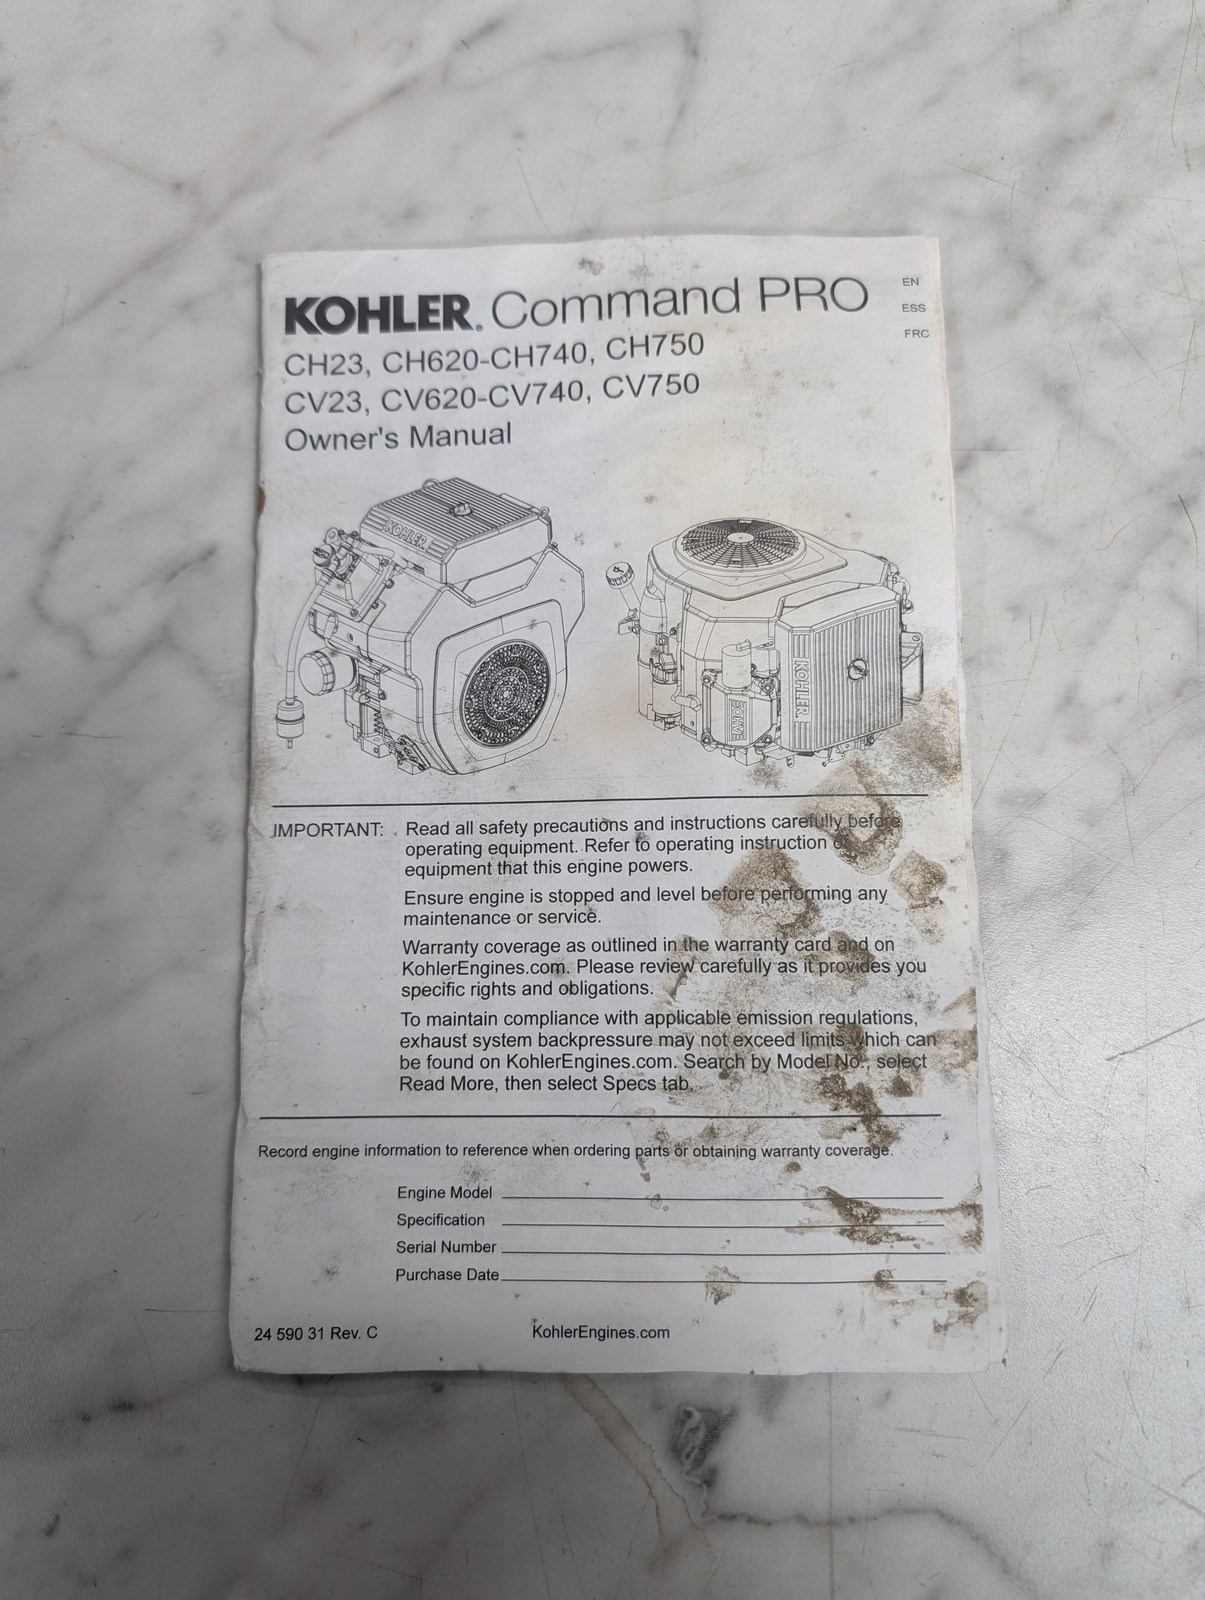 KOHLER. Command PRO
EN
ESS
FRC
CH23, CH620-CH740, CH750
CV23, CV620-CV740, CV750
Owner's Manual
KOHLER
KOHLER
OHV
IMPORTANT: Read all safety precautions and instructions carefully before
operating equipment. Refer to operating instruction
equipment that this engine powers.
Ensure engine is stopped and level before performing any
maintenance or service.
Warranty coverage as outlined in the warranty card and on
KohlerEngines.com. Please review carefully as it provides you
specific rights and obligations.
To maintain compliance with applicable emission regulations,
exhaust system backpressure may not exceed limits which can
be found on KohlerEngines.com. Search by Model No., select
Read More, then select Specs tab.
Record engine information to reference when ordering parts or obtaining warranty coverage.
Engine Model
Specification
Serial Number
Purchase Date
24 590 31 Rev. C
KohlerEngines.com